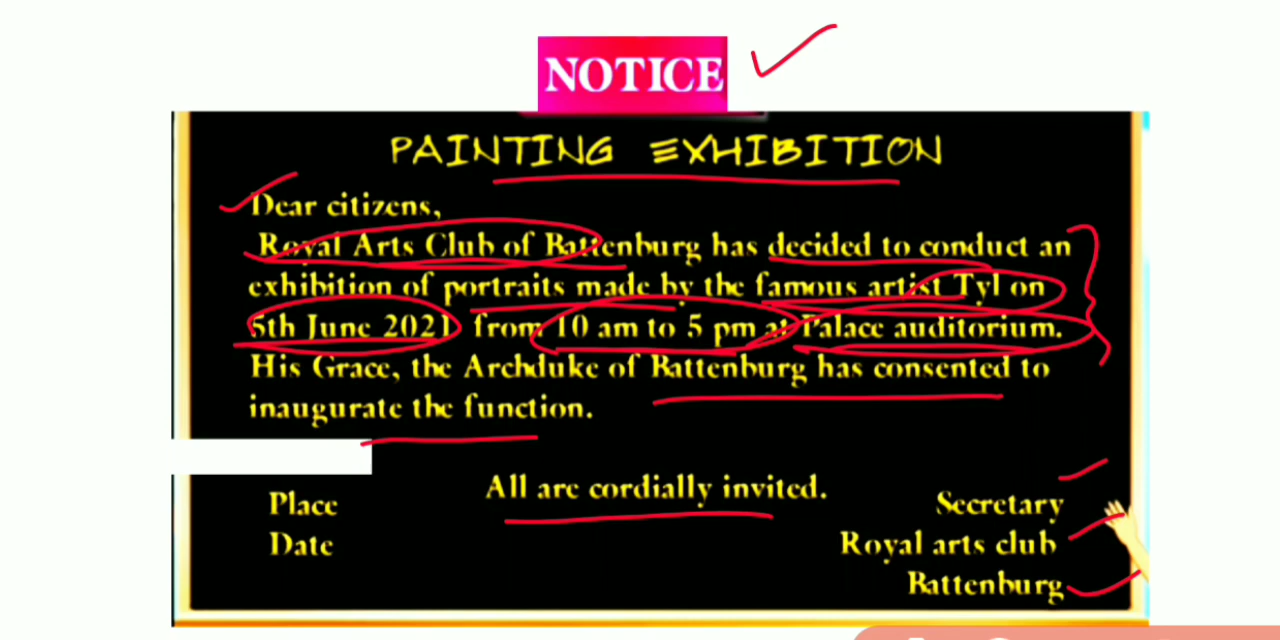 NOTICE
PAINTING EXHIBITION
Dear citizens,
Royal Arts Club of Battenburg has decided to conduct an
exhibition of portraits made by the famous artist Tyl on
5th June 2021 from 10 am to 5 pm at Palace auditorium.
His Grace, the Archduke of Battenburg has consented to
inaugurate the function.
All are cordially invited.
Place
Secretary
Date
Royal arts club
Battenburg